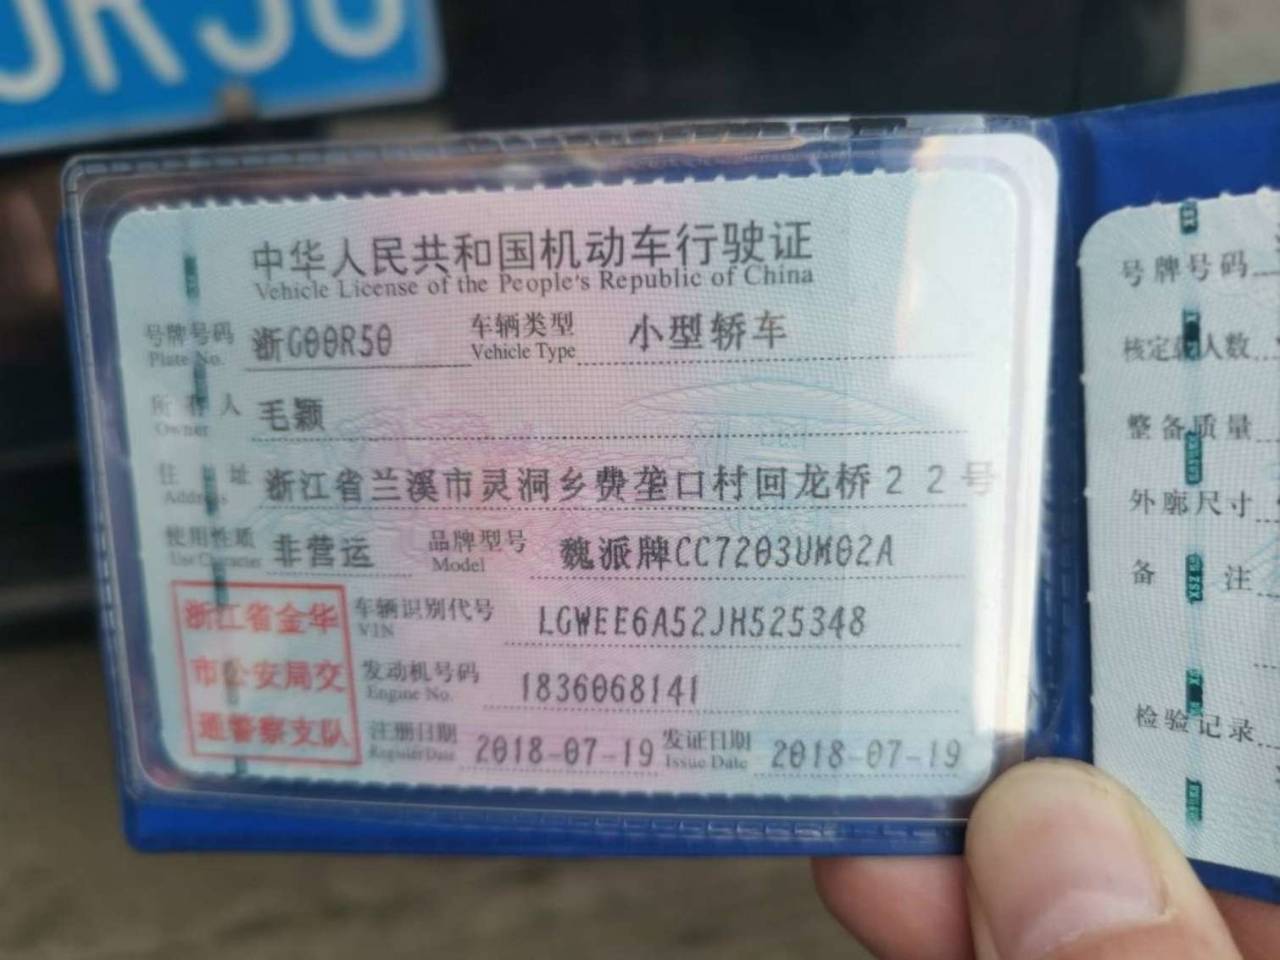 中华人民共和国机动车行驶证
Vehicle License of the People's Republic of China
号牌号码 浙G00R50 车辆类型 小型轿车
Plate No. Vehicle Type
所有人 毛颖
Owner
住址 浙江省兰溪市灵洞乡费垄口村回龙桥22号
Address
使用性质 非营运 品牌型号 魏派牌CC7203UM02A
Use Character Model
浙江省金华
市公安局交
通警察支队
车辆识别代号 LGWEE6A52JH525348
VIN
发动机号码 1836068141
Engine No.
注册日期 2018-07-19 发证日期 2018-07-19
Register Date Issue Date
号牌号码
核定载人数
整备质量
外廓尺寸
备注
检验记录